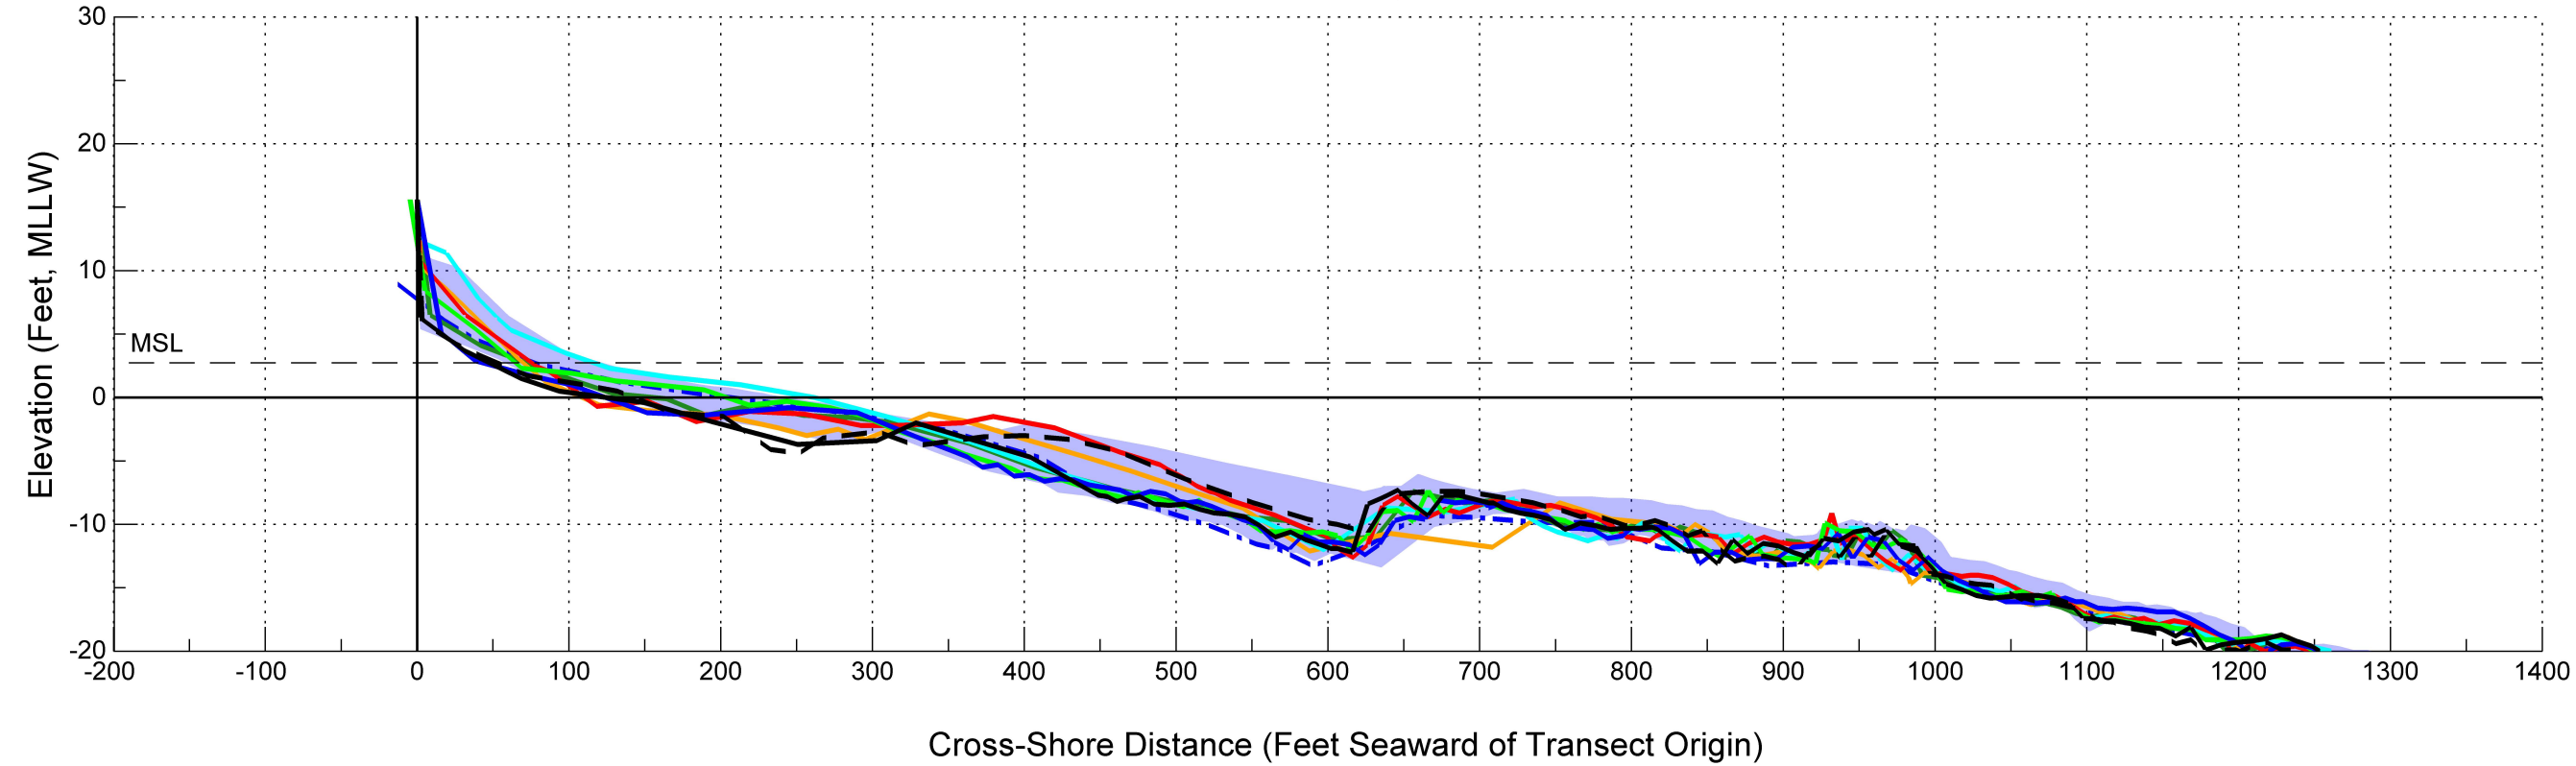 30
20
10
MSL
0
-10
-20
Elevation (Feet, MLLW)
-200 -100 0 100 200 300 400 500 600 700 800 900 1000 1100 1200 1300 1400
Cross-Shore Distance (Feet Seaward of Transect Origin)